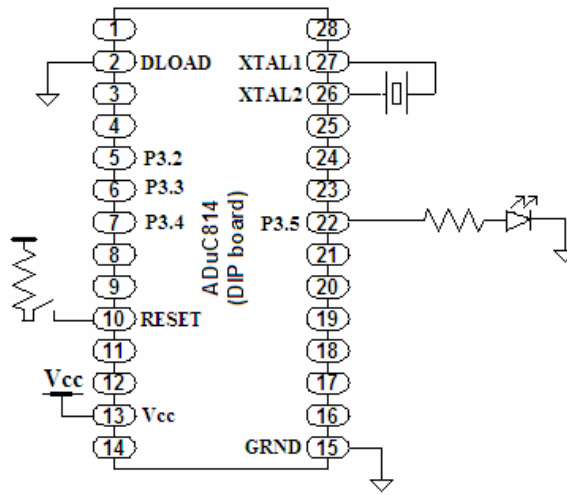 1 28
2 DLOAD XTAL1 27
3 XTAL2 26
4 25
5 P3.2 24
6 P3.3 23
7 P3.4 P3.5 22
8 21
9 20
10 RESET 19
11 18
Vcc
12 17
13 Vcc 16
14 GRND 15
ADuC814
(DIP board)